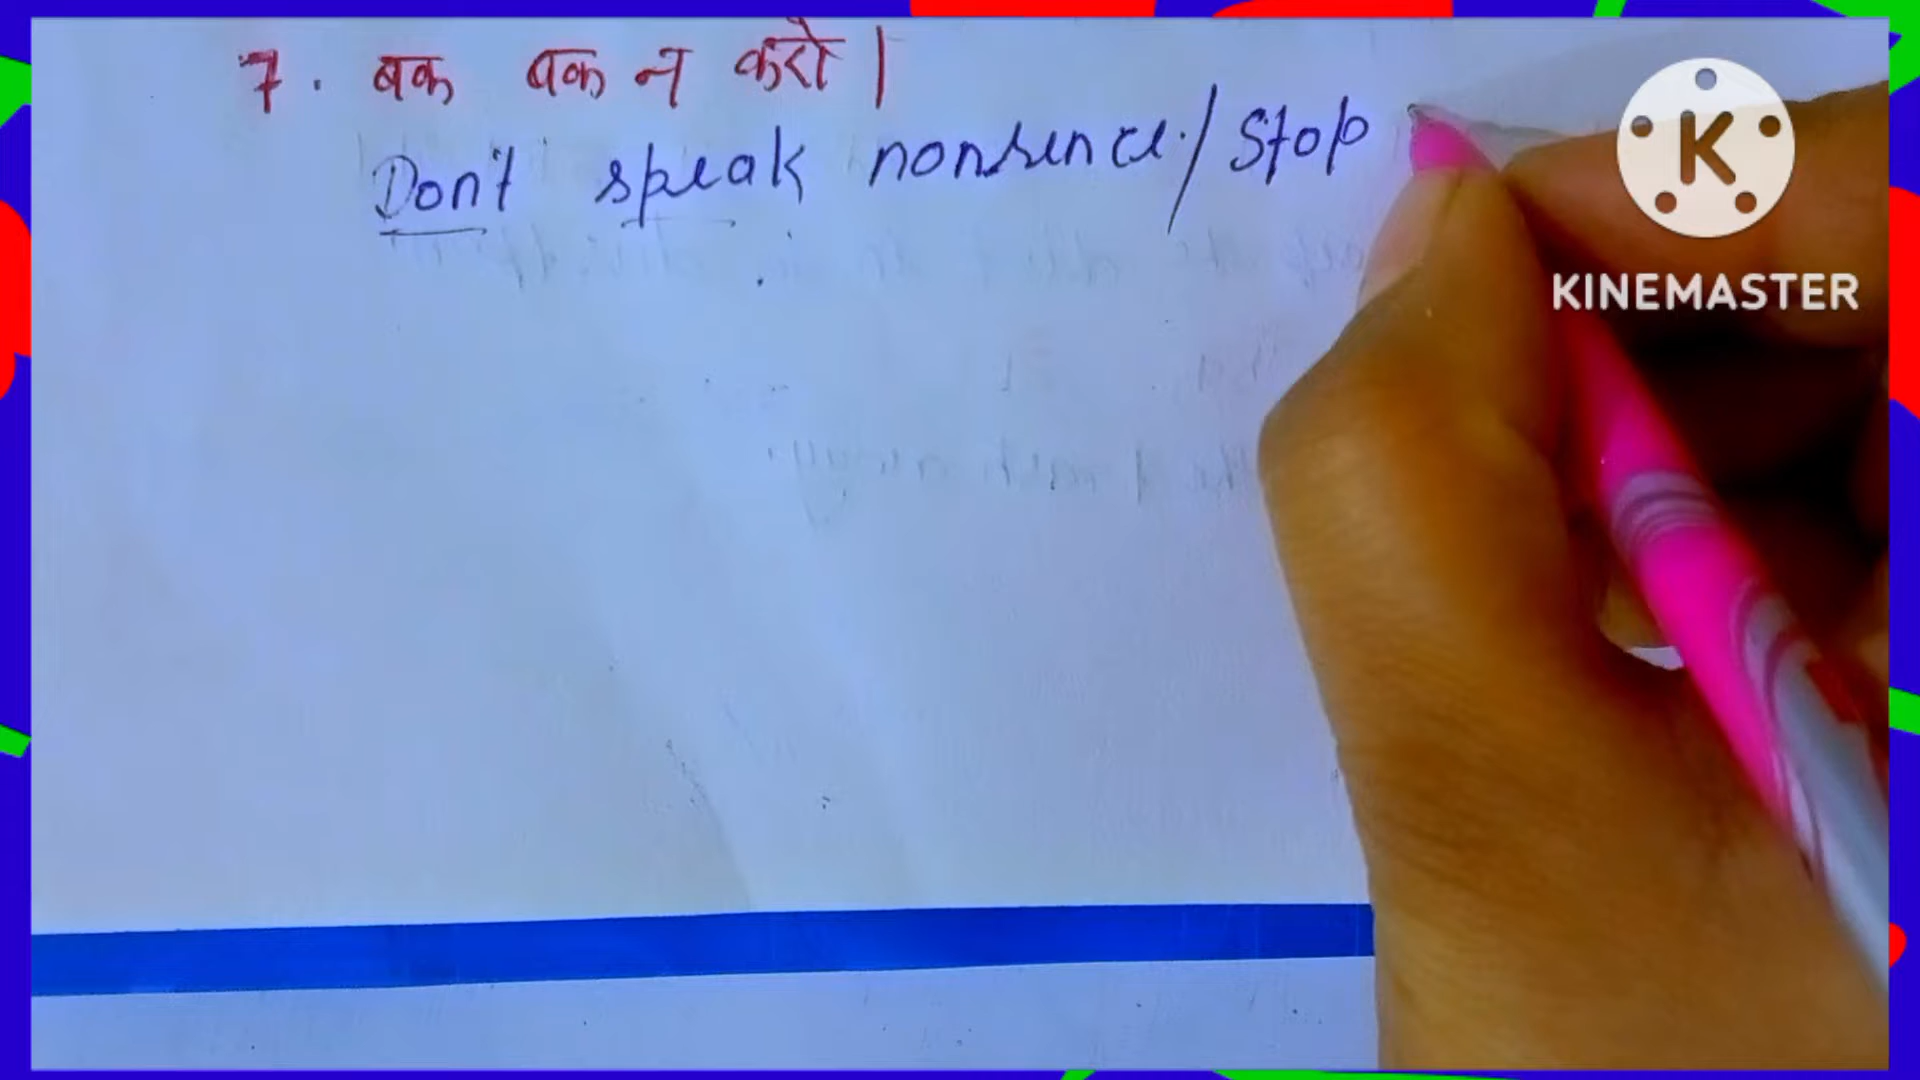 7. बक बक न करो।
Don't speak nonsence. / Stop
K
KINEMASTER